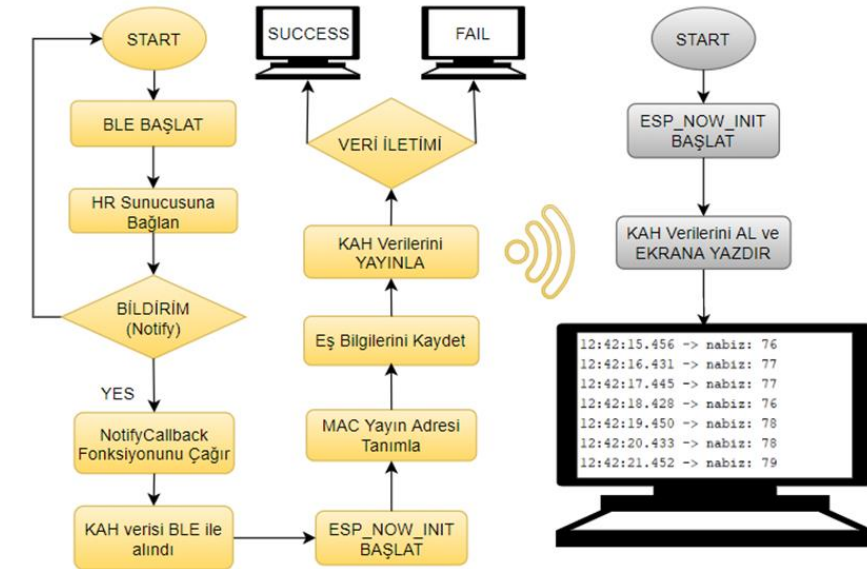 START
BLE BAŞLAT
HR Sunucusuna
Bağlan
BİLDİRİM
(Notify)
YES
NotifyCallback
Fonksiyonunu Çağır
KAH verisi BLE ile
alındı
ESP_NOW_INIT
BAŞLAT
MAC Yayın Adresi
Tanımla
Eş Bilgilerini Kaydet
KAH Verilerini
YAYINLA
VERİ İLETİMİ
SUCCESS
FAIL
START
ESP_NOW_INIT
BAŞLAT
KAH Verilerini AL ve
EKRANA YAZDIR
12:42:15.456 -> nabiz: 76
12:42:16.431 -> nabiz: 77
12:42:17.445 -> nabiz: 77
12:42:18.428 -> nabiz: 76
12:42:19.450 -> nabiz: 78
12:42:20.433 -> nabiz: 78
12:42:21.452 -> nabiz: 79